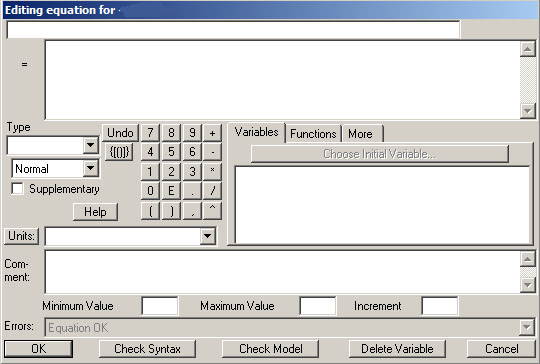 Editing equation for -
=
Type
Undo 7 8 9 + Variables Functions More
{[()]} 4 5 6 - Choose Initial Variable...
Normal 1 2 3 *
Supplementary 0 E . /
Help ( ) , ^
Units:
Com-
ment:
Minimum Value Maximum Value Increment
Errors: Equation OK
OK Check Syntax Check Model Delete Variable Cancel